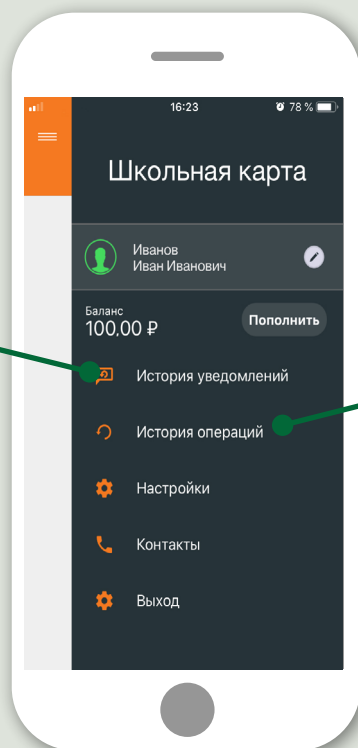 16:23
78 %
Школьная карта
Иванов
Иван Иванович
Баланс
100,00 ₽
Пополнить
История уведомлений
История операций
Настройки
Контакты
Выход